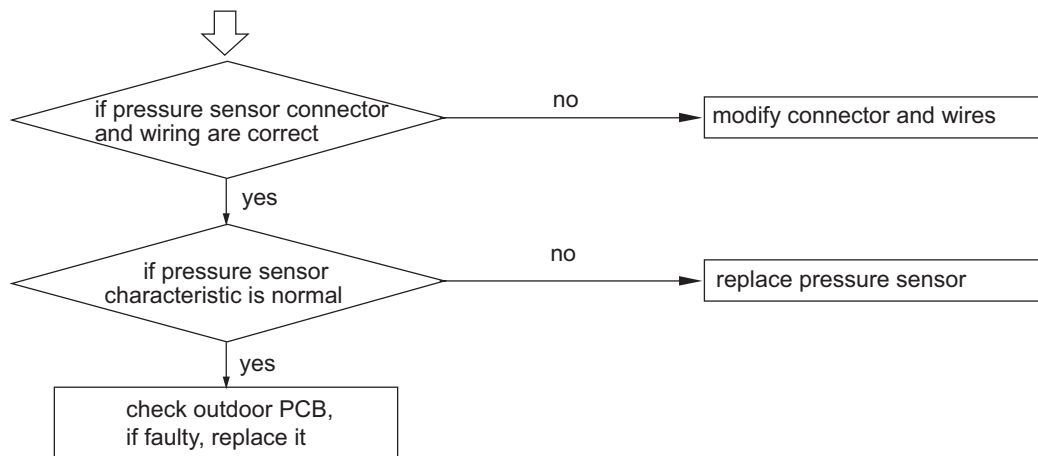 if pressure sensor connector
and wiring are correct
no
modify connector and wires
yes
if pressure sensor
characteristic is normal
no
replace pressure sensor
yes
check outdoor PCB,
if faulty, replace it